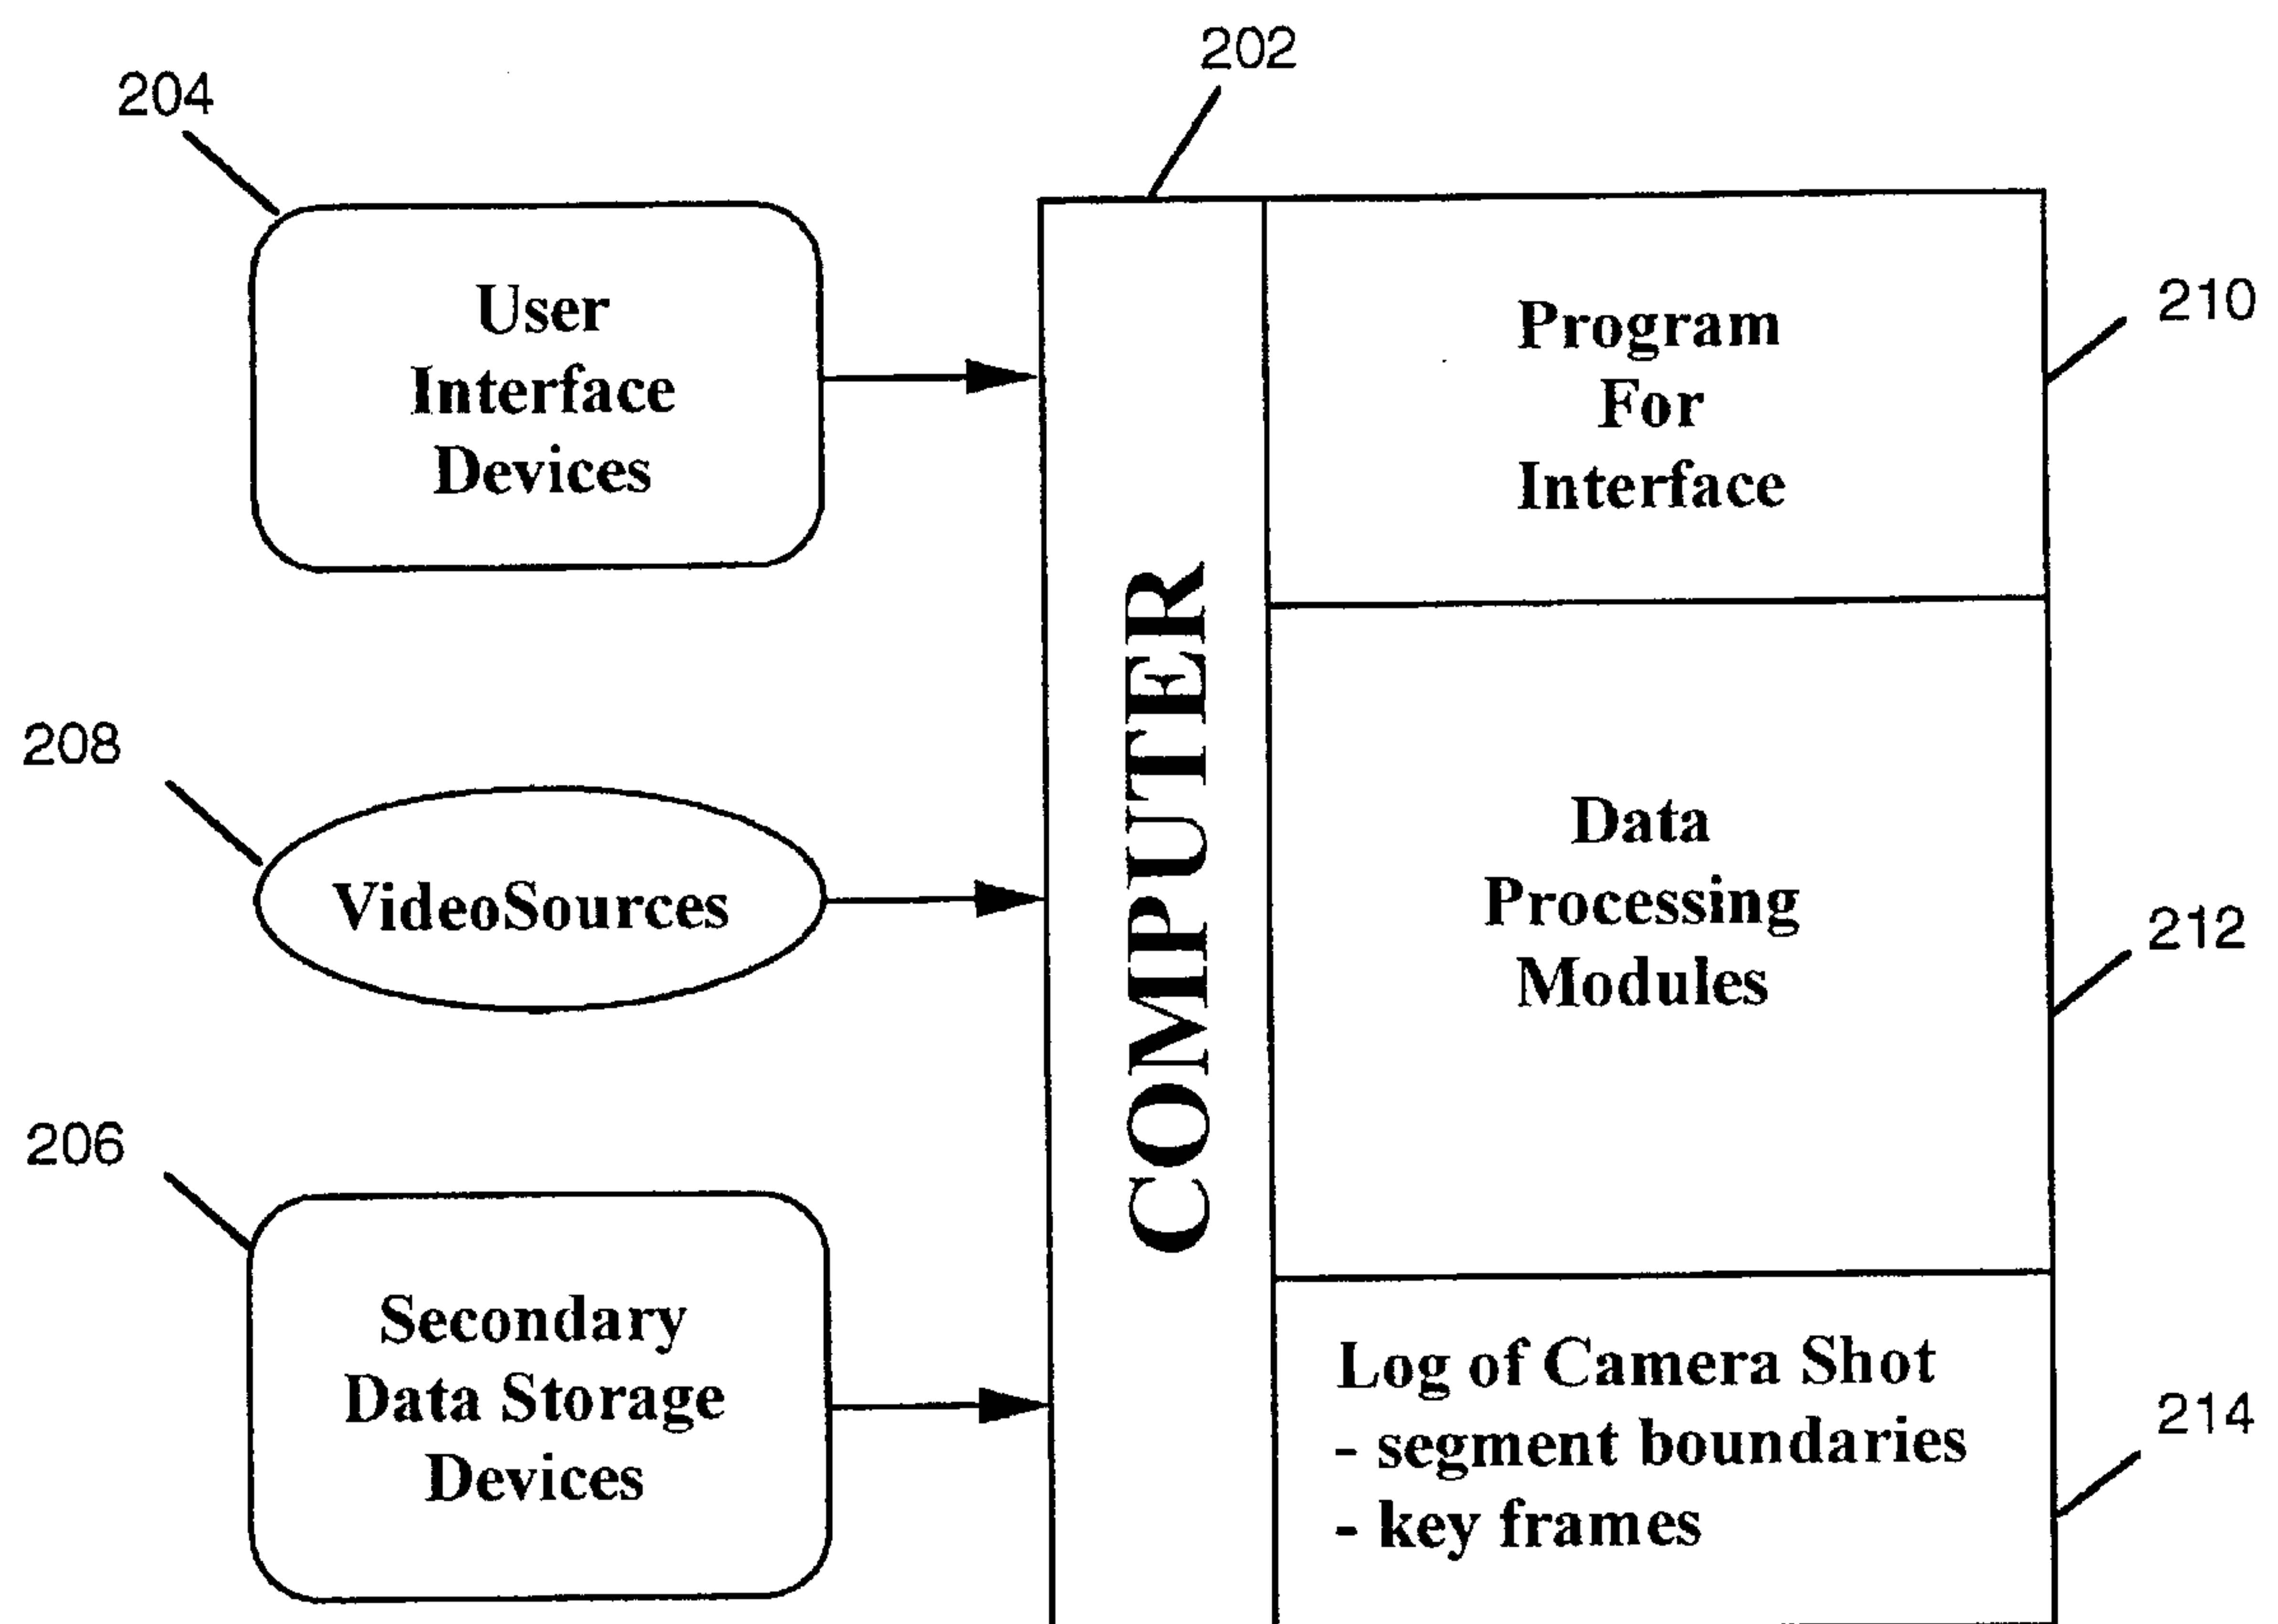 202
204
User
Interface
Devices
208
VideoSources
206
Secondary
Data Storage
Devices
COMPUTER
Program
For
Interface
210
Data
Processing
Modules
212
Log of Camera Shot
- segment boundaries
- key frames
214